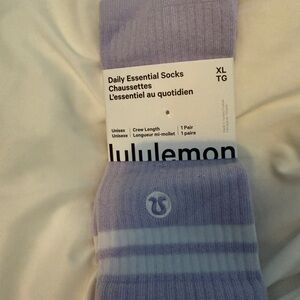 Daily Essential Socks
Chaussettes
L'essentiel au quotidien
XL
TG
Unisex
Unisexe
Crew Length
Longueur mi-mollet
1 Pair
1 paire
lululemon